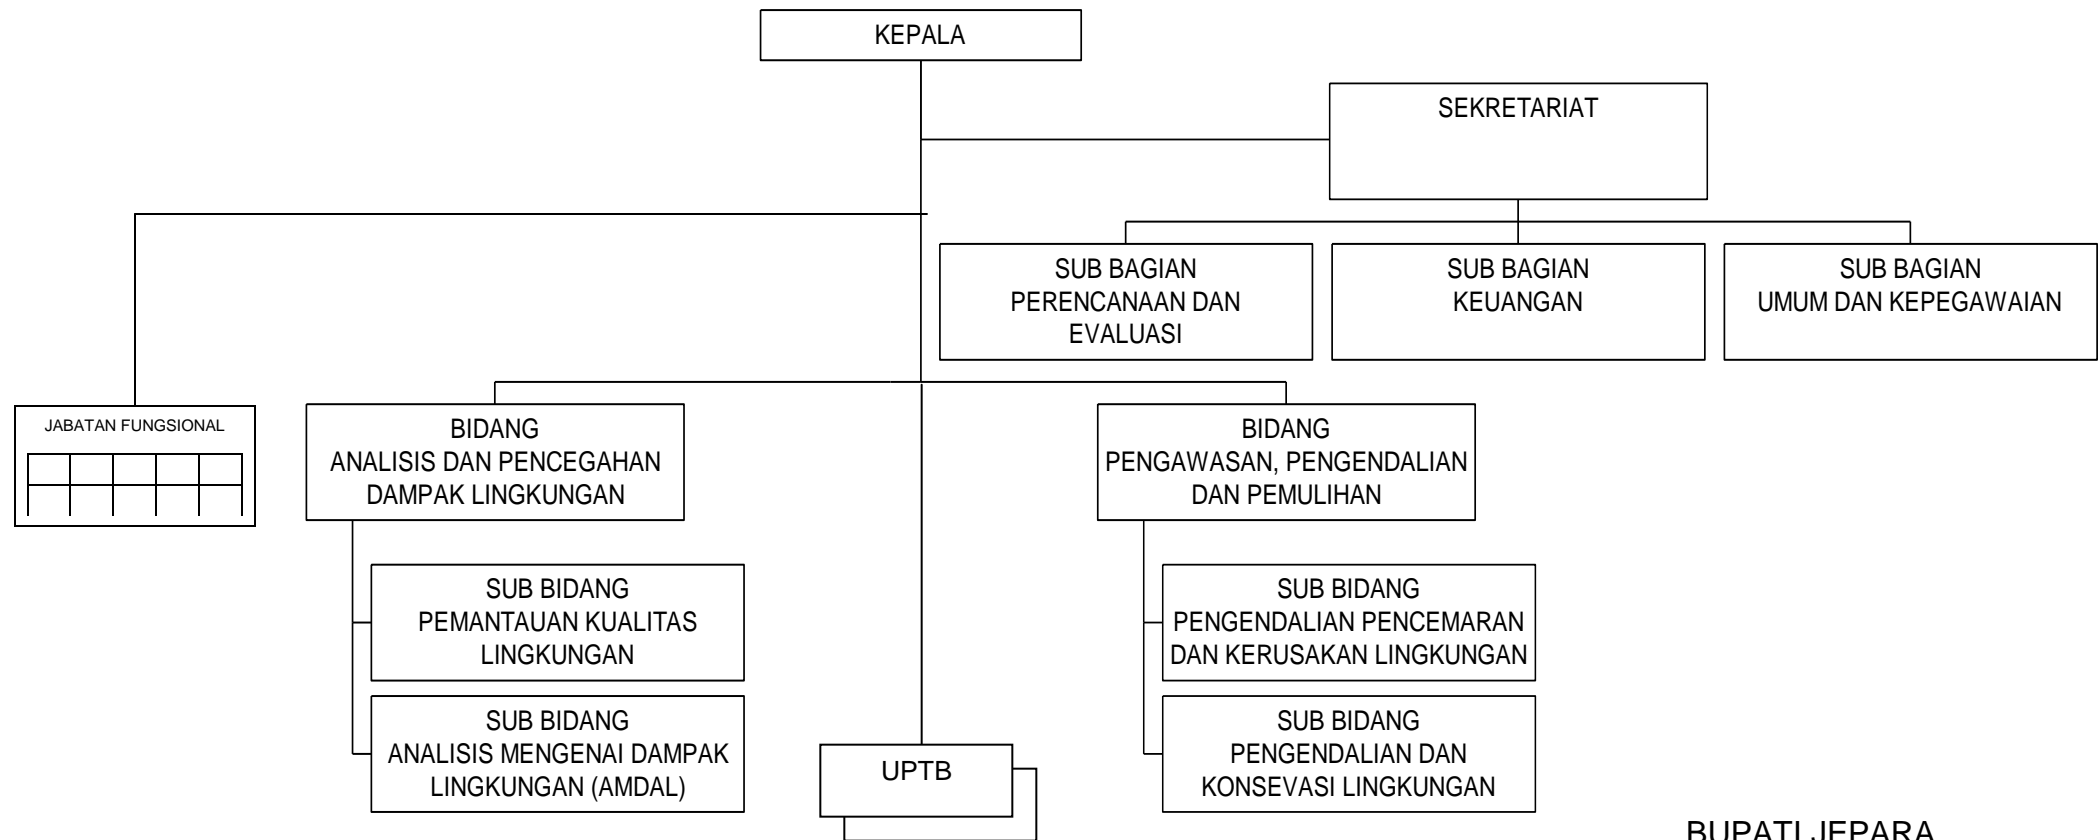 KEPALA
SEKRETARIAT
SUB BAGIAN
PERENCANAAN DAN
EVALUASI
SUB BAGIAN
KEUANGAN
SUB BAGIAN
UMUM DAN KEPEGAWAIAN
JABATAN FUNGSIONAL
BIDANG
ANALISIS DAN PENCEGAHAN
DAMPAK LINGKUNGAN
BIDANG
PENGAWASAN, PENGENDALIAN
DAN PEMULIHAN
SUB BIDANG
PEMANTAUAN KUALITAS
LINGKUNGAN
SUB BIDANG
ANALISIS MENGENAI DAMPAK
LINGKUNGAN (AMDAL)
UPTB
SUB BIDANG
PENGENDALIAN PENCEMARAN
DAN KERUSAKAN LINGKUNGAN
SUB BIDANG
PENGENDALIAN DAN
KONSEVASI LINGKUNGAN
BUPATI JEPARA